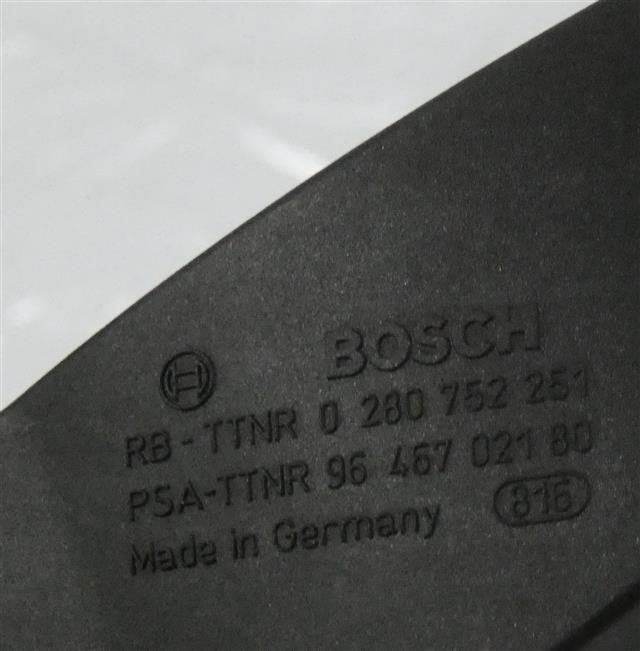 BOSCH
RB - TTNR 0 280 752 251
PSA-TTNR 96 467 021 80
Made in Germany 816